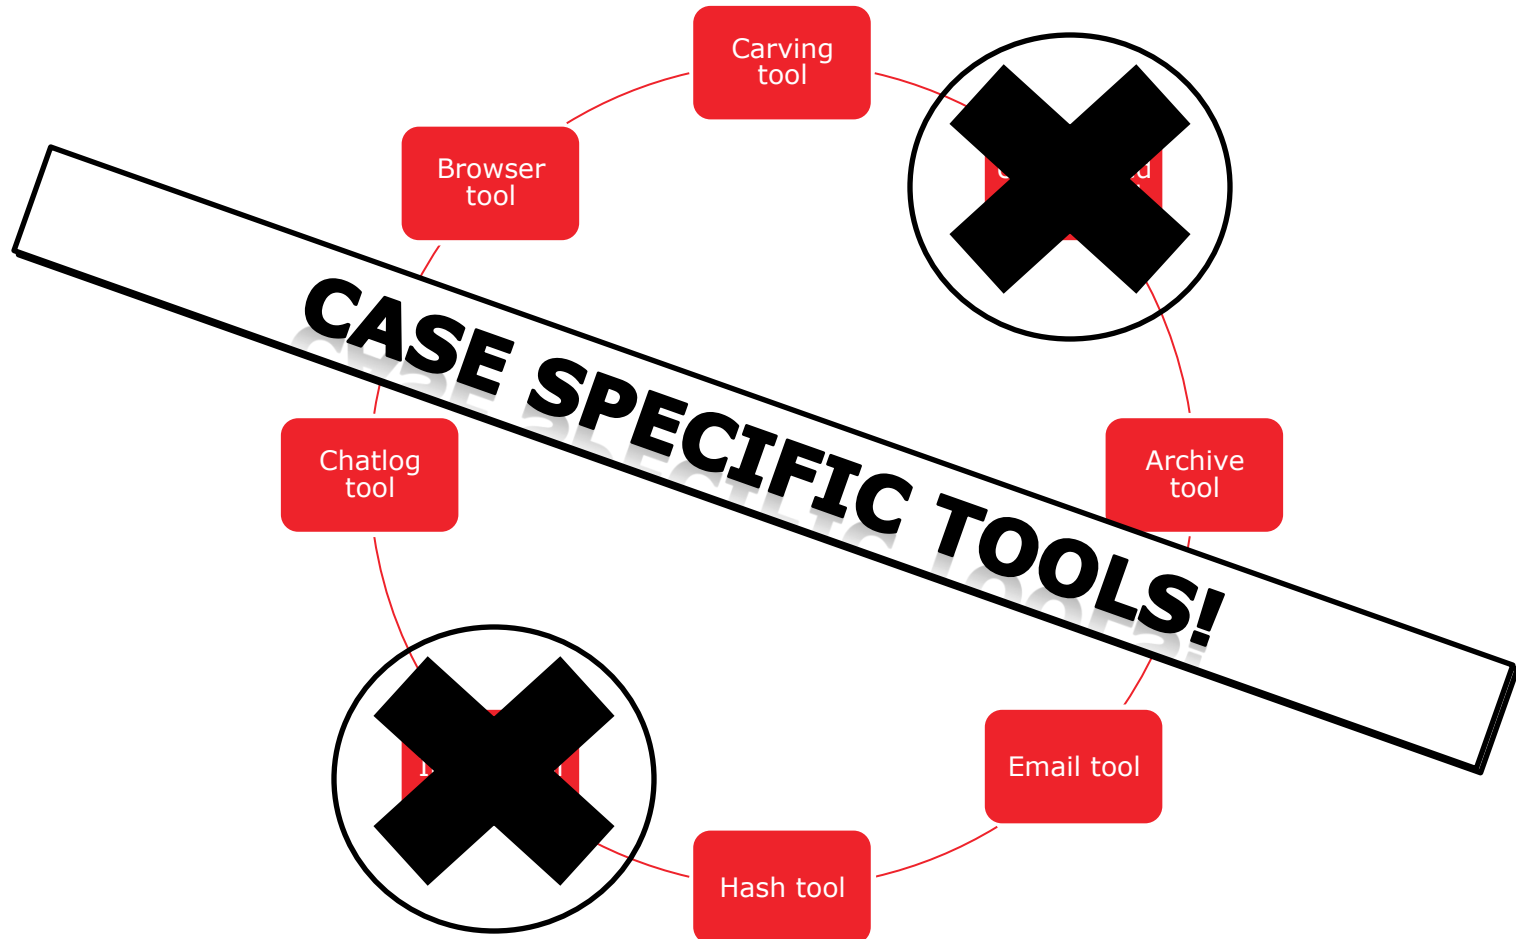 Carving
tool
Browser
tool
CASE SPECIFIC TOOLS!
Chatlog
tool
Archive
tool
Email tool
Hash tool